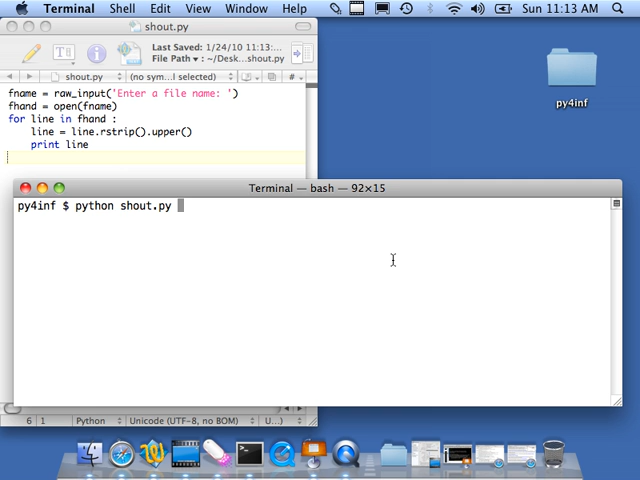 Terminal Shell Edit View Window Help Sun 11:13 AM
shout.py
Last Saved: 1/24/10 11:13:...
File Path ▾ : ~/Desk...shout.py
shout.py (no sym...l selected) #
fname = raw_input('Enter a file name: ')
fhand = open(fname)
for line in fhand :
    line = line.rstrip().upper()
    print line
py4inf
Terminal — bash — 92×15
py4inf $ python shout.py
6 1 Python Unicode (UTF-8, no BOM) U...)